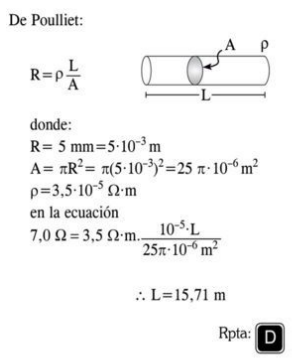 De Poulliet:
R=ρ L/A
A ρ
L
donde:
R= 5 mm=5·10⁻³ m
A= πR²= π(5·10⁻³)²=25 π·10⁻⁶ m²
ρ=3,5·10⁻⁵ Ω·m
en la ecuación
7,0 Ω = 3,5 Ω·m. 10⁻⁵·L / 25π·10⁻⁶ m²
∴ L=15,71 m
Rpta: D